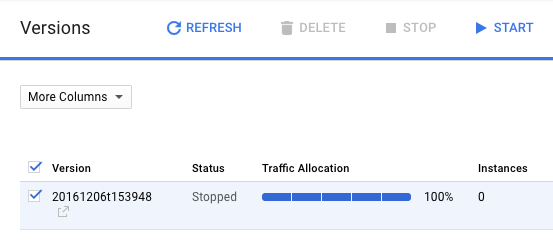 Versions REFRESH DELETE STOP START
More Columns
Version Status Traffic Allocation Instances
20161206t153948 Stopped 100% 0